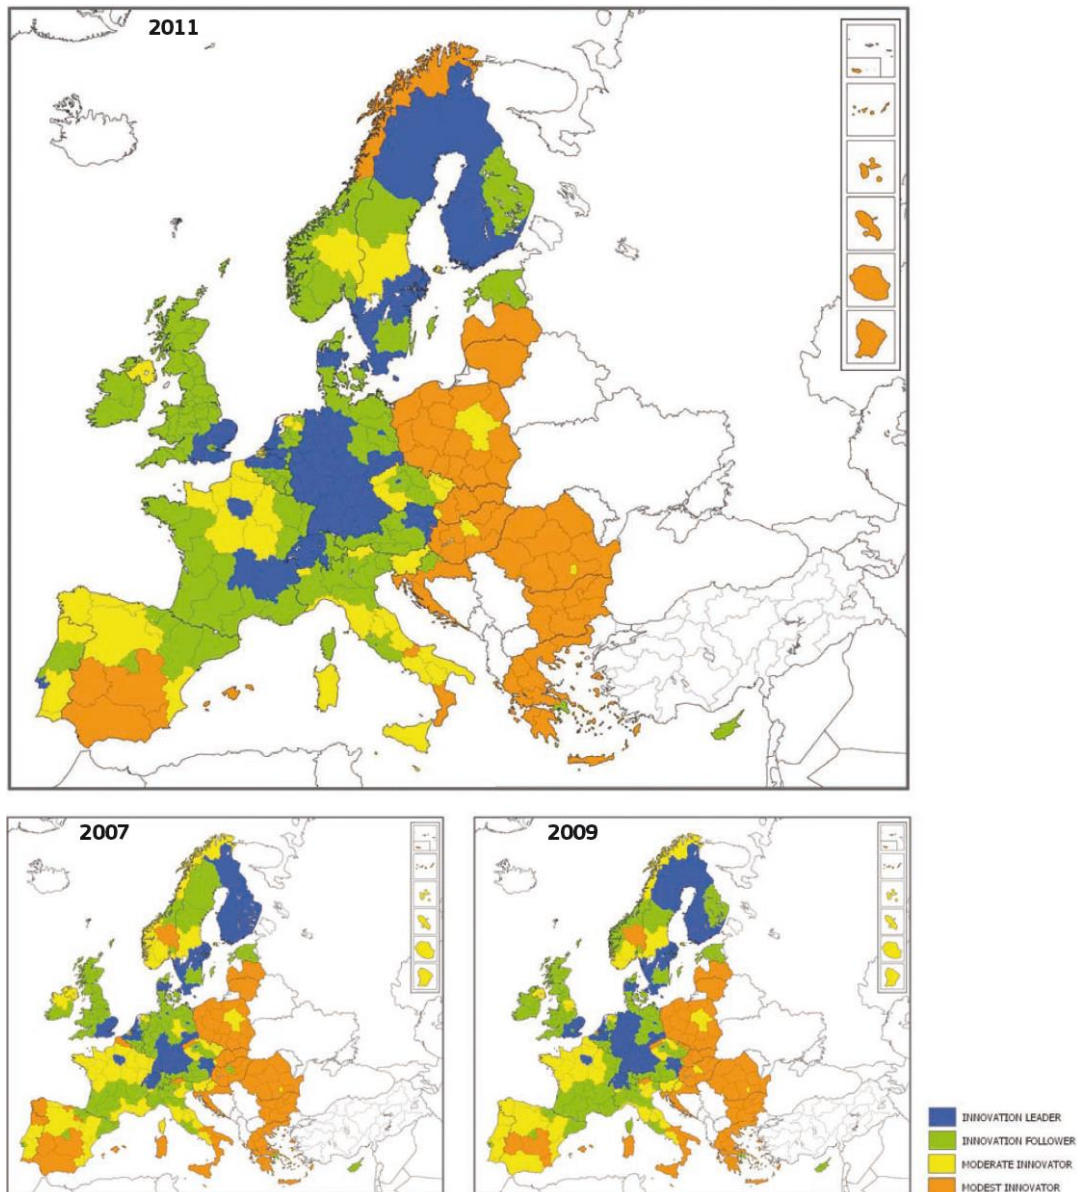 2011
2007
2009
INNOVATION LEADER
INNOVATION FOLLOWER
MODERATE INNOVATOR
MODEST INNOVATOR